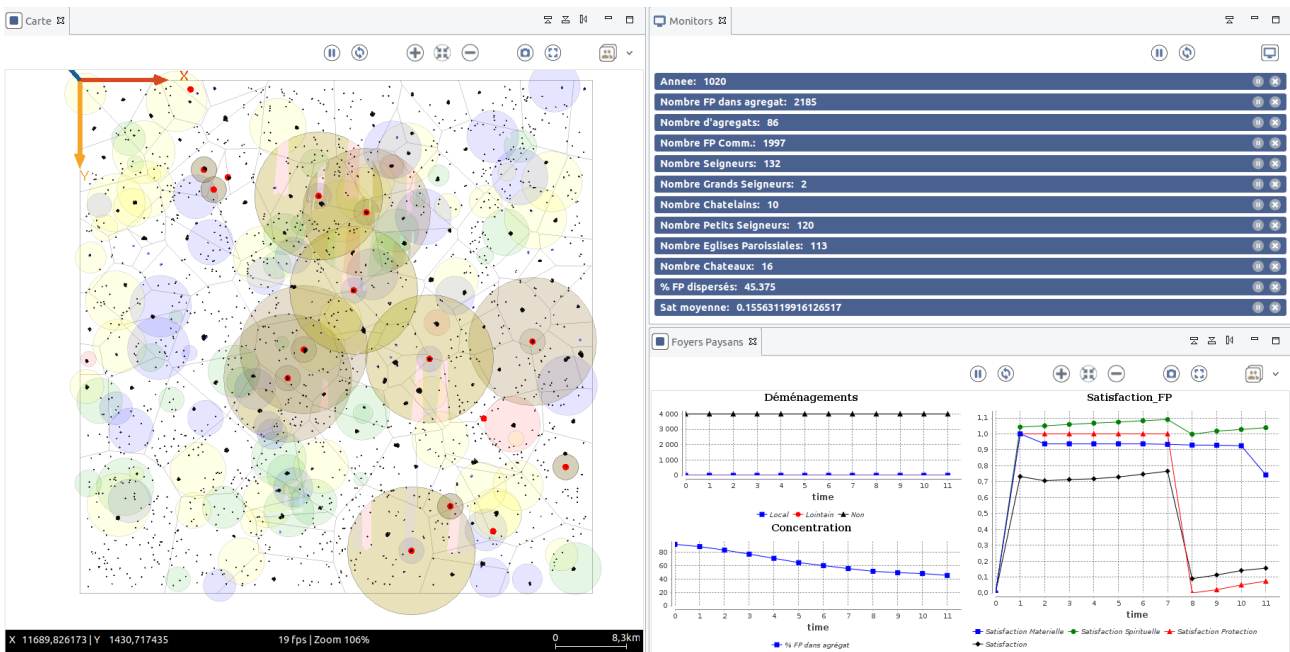 Carte
X
Y
X 11689,826173 | Y 1430,717435
19 fps | Zoom 106%
0 8,3km
Monitors
Annee: 1020
Nombre FP dans agregat: 2185
Nombre d'agregats: 86
Nombre FP Comm.: 1997
Nombre Seigneurs: 132
Nombre Grands Seigneurs: 2
Nombre Chatelains: 10
Nombre Petits Seigneurs: 120
Nombre Eglises Paroissiales: 113
Nombre Chateaux: 16
% FP dispersés: 45.375
Sat moyenne: 0.15563119916126517
Foyers Paysans
Déménagements
4 000
3 000
2 000
1 000
0
0 1 2 3 4 5 6 7 8 9 10 11
time
Local Lointain Non
Concentration
80
60
40
20
0
0 1 2 3 4 5 6 7 8 9 10 11
time
% FP dans agrégat
Satisfaction_FP
1,1
1,0
0,9
0,8
0,7
0,6
0,5
0,4
0,3
0,2
0,1
0,0
0 1 2 3 4 5 6 7 8 9 10 11
time
Satisfaction Materielle Satisfaction Spirituelle Satisfaction Protection
Satisfaction